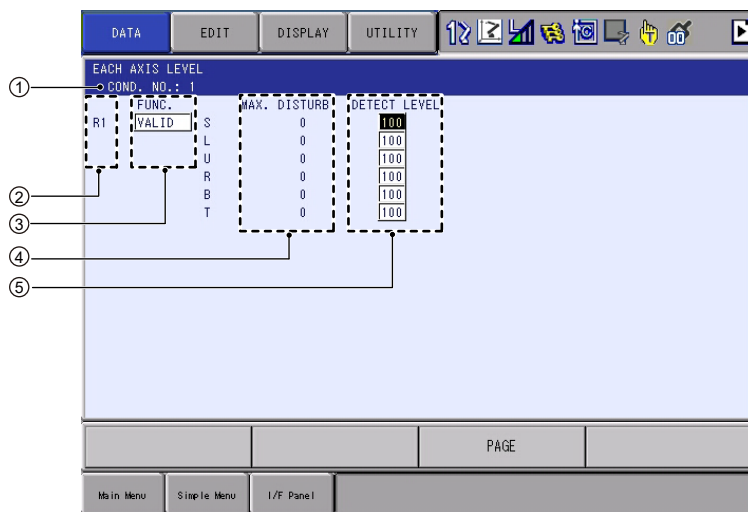 DATA EDIT DISPLAY UTILITY
EACH AXIS LEVEL
① COND. NO.: 1
FUNC. MAX. DISTURB DETECT LEVEL
R1 VALID S 0 100
L 0 100
U 0 100
② R 0 100
B 0 100
③ T 0 100
④
⑤
PAGE
Main Menu Simple Menu I/F Panel